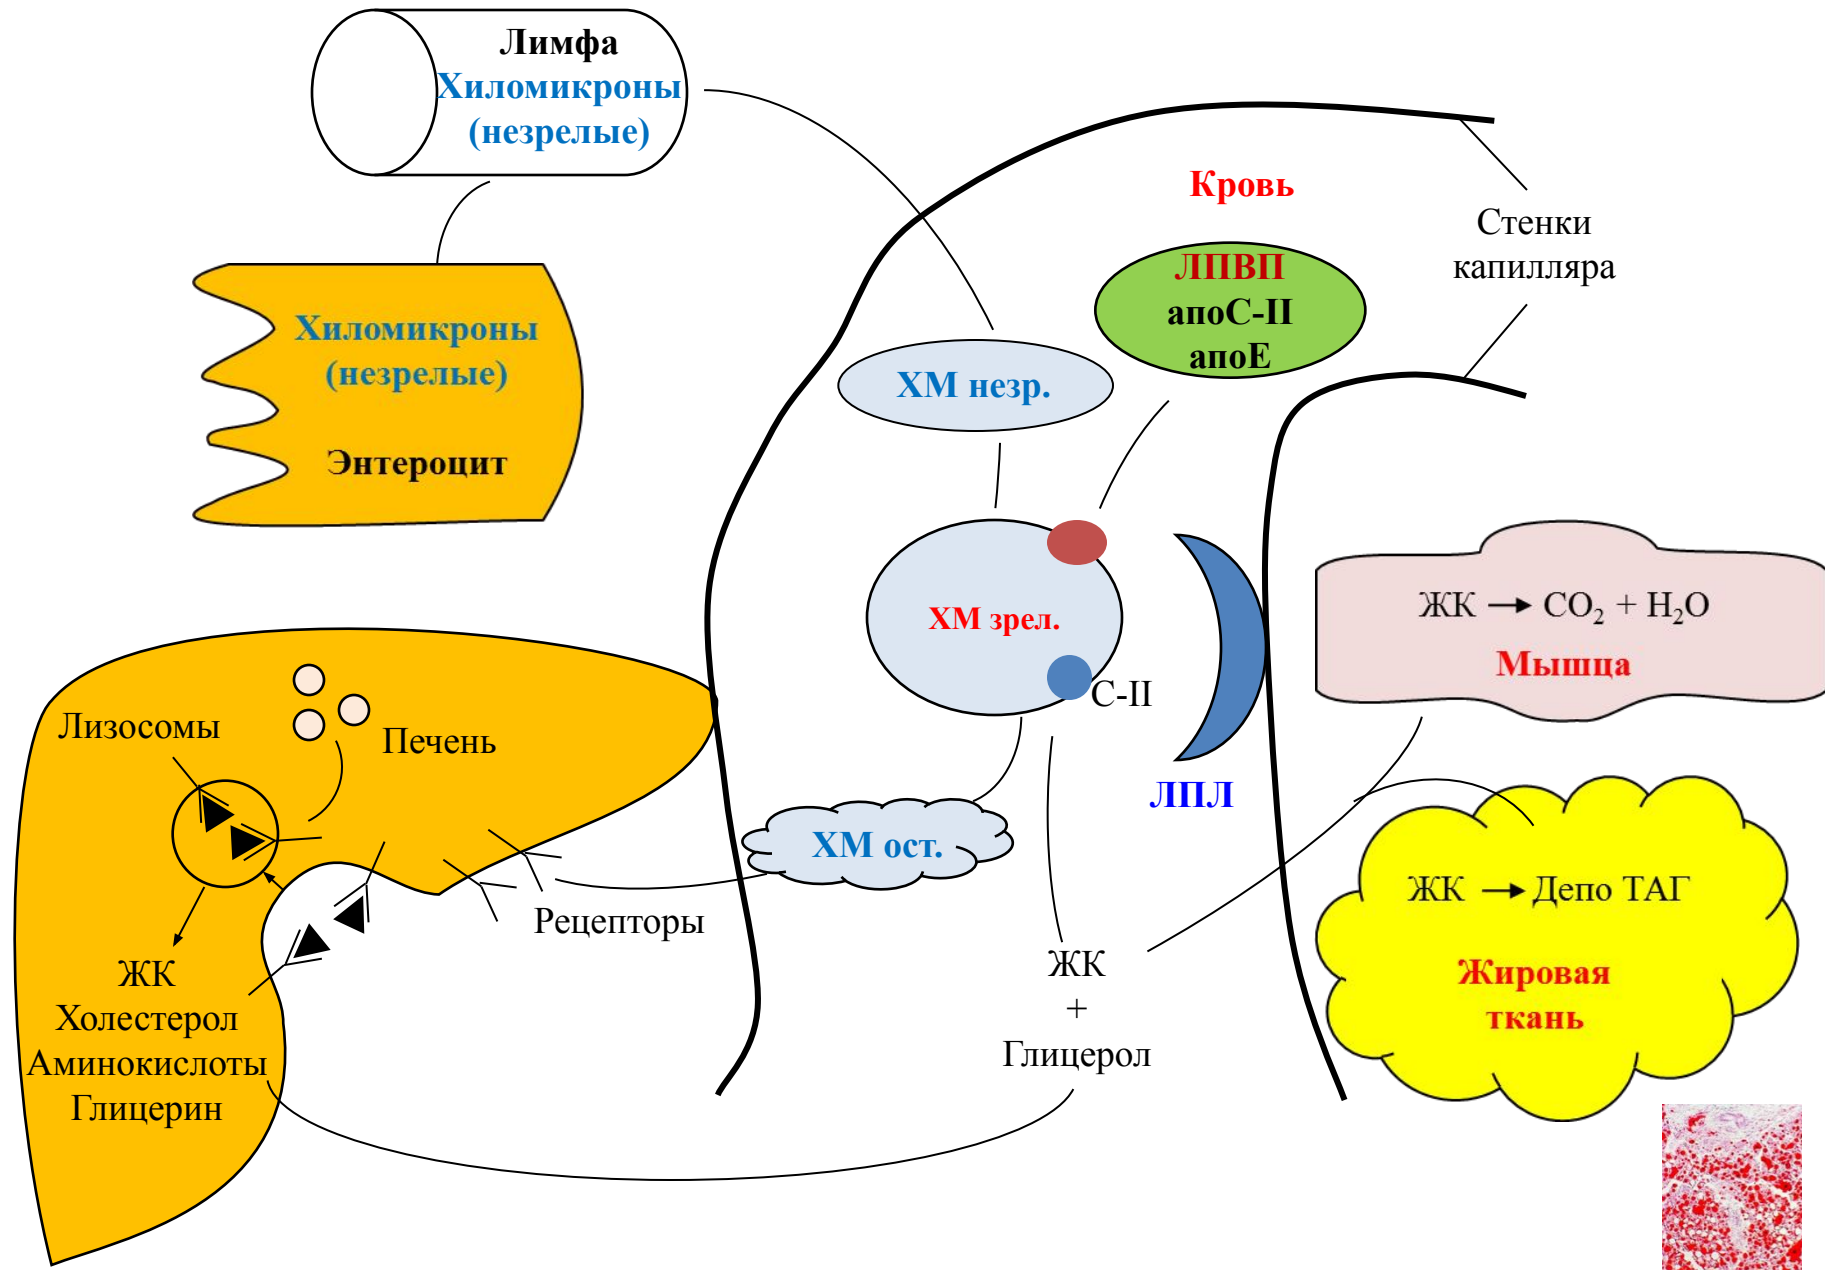 Лимфа
Хиломикроны
(незрелые)
Кровь
Стенки
капилляра
ЛПВП
апоС-II
апоЕ
Хиломикроны
(незрелые)
Энтероцит
ХМ незр.
ХМ зрел.
С-II
ЖК → CO₂ + H₂O
Мышца
Лизосомы
Печень
ЛПЛ
ХМ ост.
Рецепторы
ЖК → Депо ТАГ
Жировая
ткань
ЖК
+
Глицерол
ЖК
Холестерол
Аминокислоты
Глицерин